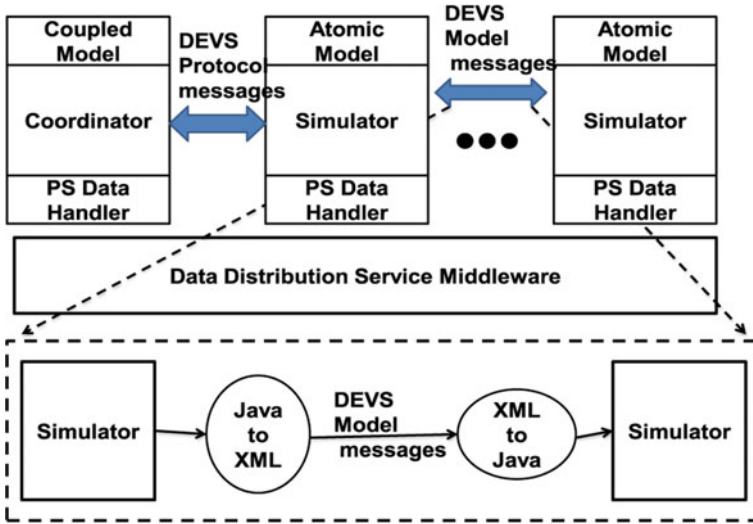 Coupled
Model
Coordinator
PS Data
Handler
DEVS
Protocol
messages
Atomic
Model
Simulator
PS Data
Handler
DEVS
Model
messages
Atomic Model
Simulator
PS Data
Handler
Data Distribution Service Middleware
Simulator
Java
to
XML
DEVS
Model
messages
XML
to
Java
Simulator